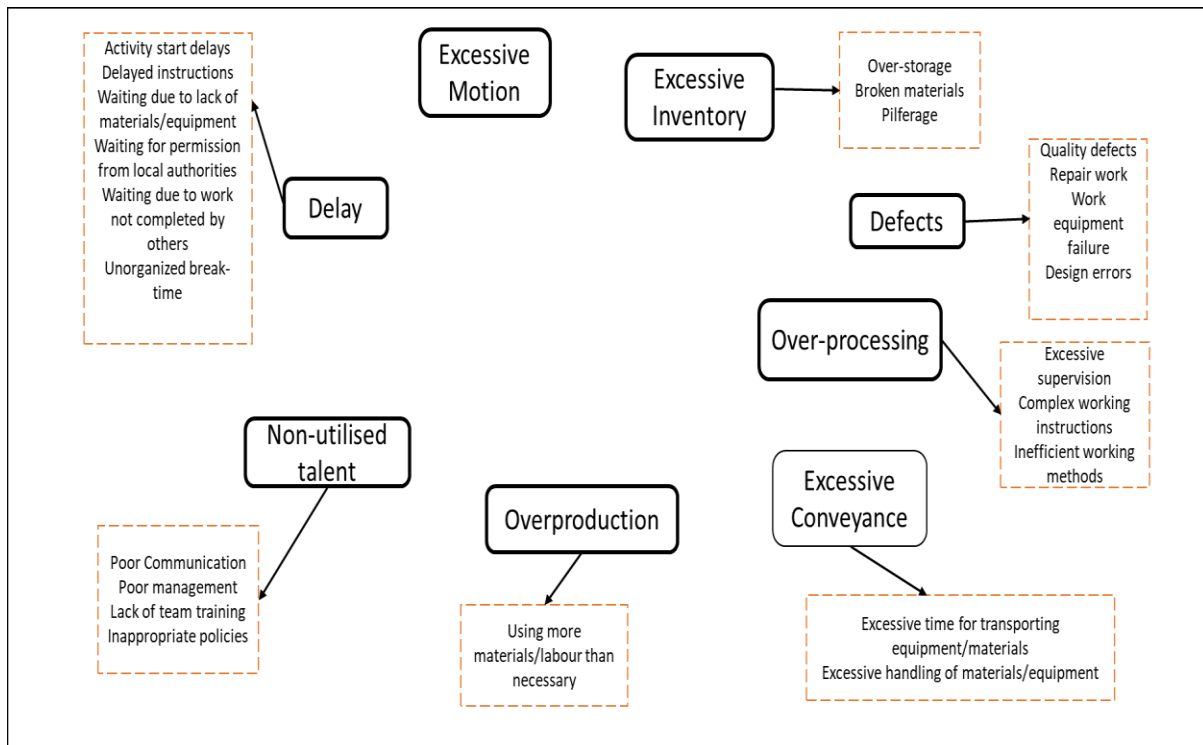 Activity start delays
Delayed instructions
Waiting due to lack of
materials/equipment
Waiting for permission
from local authorities
Waiting due to work
not completed by
others
Unorganized break-
time
Delay
Excessive
Motion
Excessive
Inventory
Over-storage
Broken materials
Pilferage
Defects
Quality defects
Repair work
Work
equipment
failure
Design errors
Over-processing
Excessive
supervision
Complex working
instructions
Inefficient working
methods
Non-utilised
talent
Poor Communication
Poor management
Lack of team training
Inappropriate policies
Overproduction
Using more
materials/labour than
necessary
Excessive
Conveyance
Excessive time for transporting
equipment/materials
Excessive handling of materials/equipment